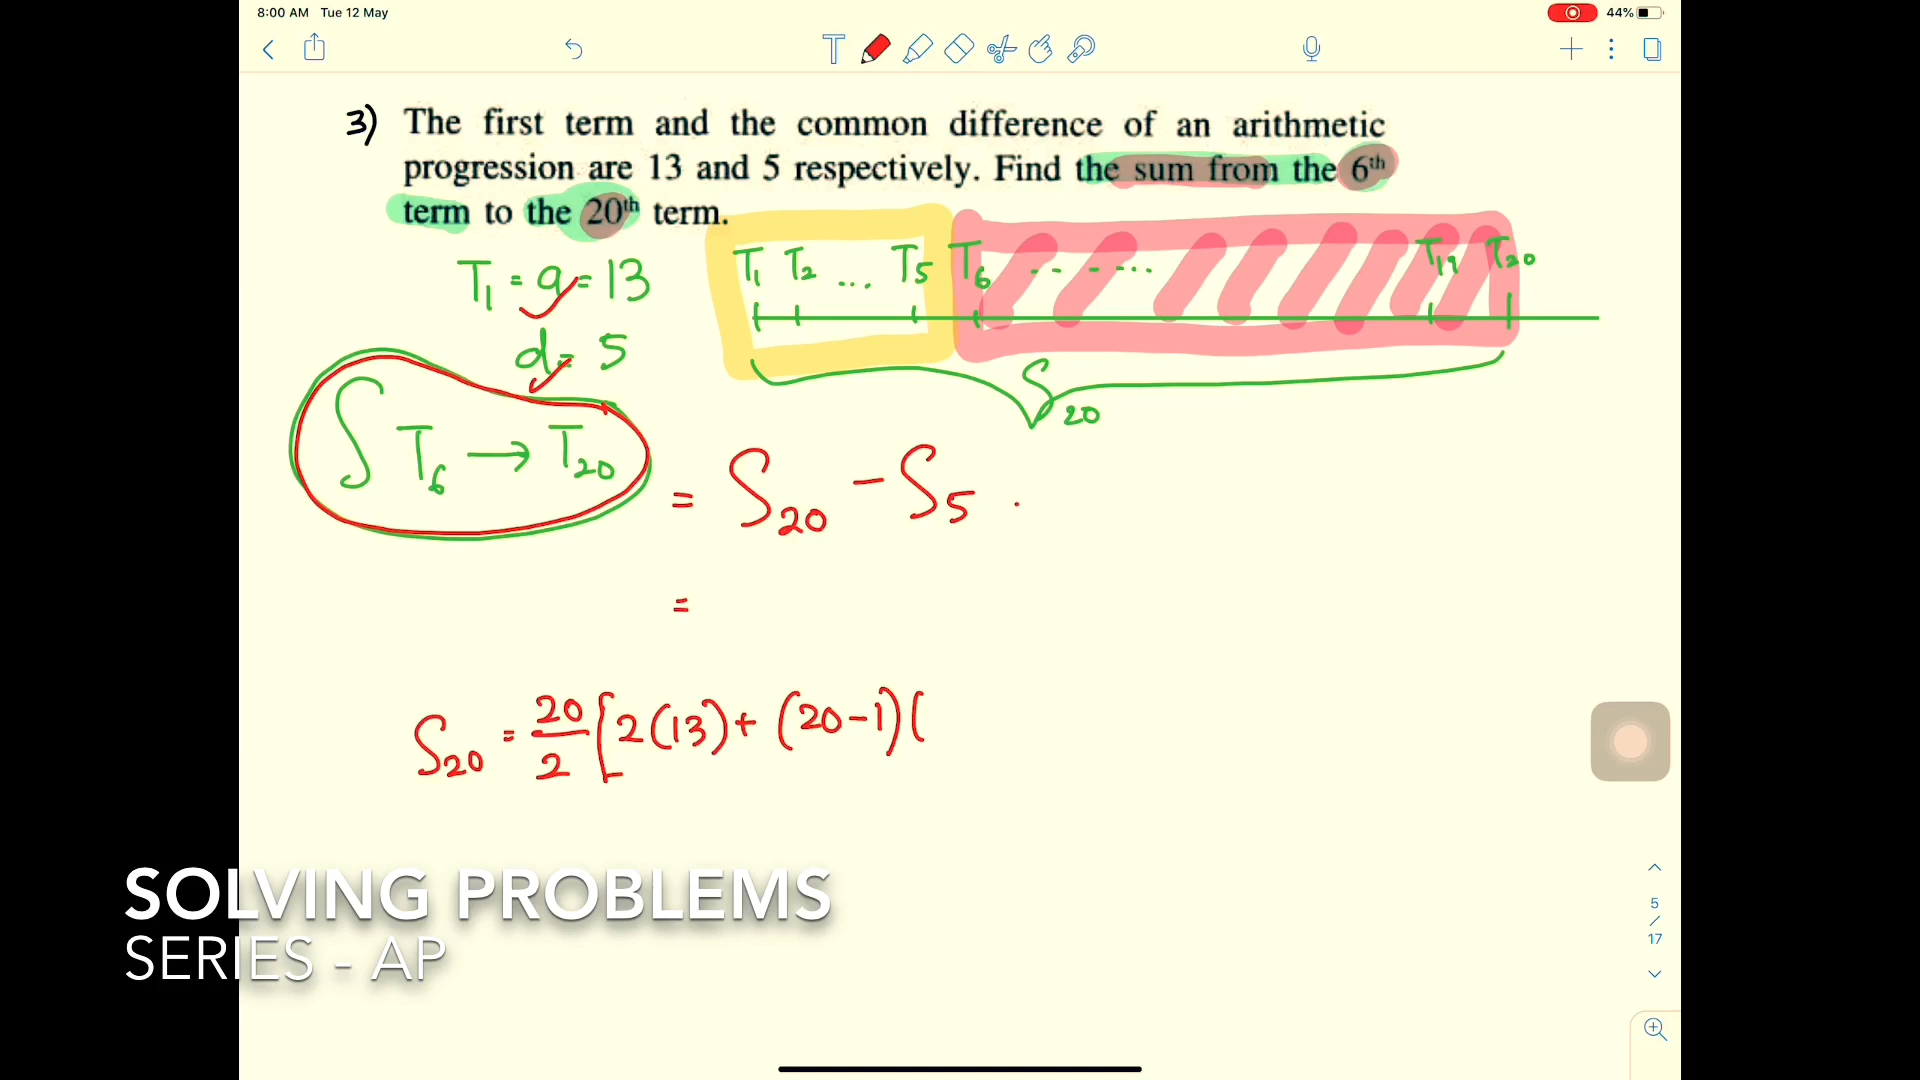 8:00 AM Tue 12 May
44%
3) The first term and the common difference of an arithmetic
progression are 13 and 5 respectively. Find the sum from the 6th
term to the 20th term.
T1 = a = 13
T1 T2 ... T5 T6 -- - .... T19 T20
d = 5
S20
S T6 → T20 = S20 - S5 .
=
S20 = 20/2 [2(13) + (20-1)(
SOLVING PROBLEMS
SERIES - AP
5
/
17